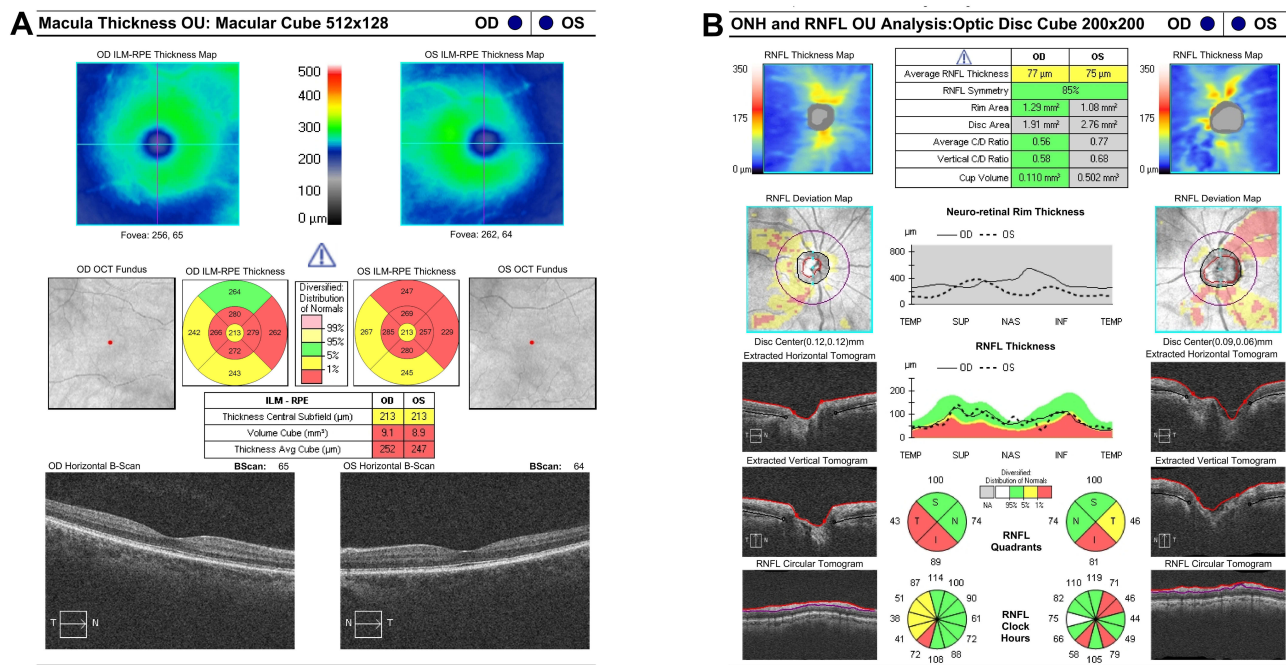 A Macula Thickness OU: Macular Cube 512x128 OD OS
OD ILM-RPE Thickness Map
OS ILM-RPE Thickness Map
500
400
300
200
100
0 µm
Fovea: 256, 65
Fovea: 262, 64
OD OCT Fundus
OD ILM-RPE Thickness
OS ILM-RPE Thickness
OS OCT Fundus
264
280
242 266 213 279 262
272
243
Diversified:
Distribution
of Normals
99%
95%
5%
1%
247
269
267 285 213 257 229
280
245
ILM - RPE OD OS
Thickness Central Subfield (µm) 213 213
Volume Cube (mm³) 9.1 8.9
Thickness Avg Cube (µm) 252 247
OD Horizontal B-Scan BScan: 65
OS Horizontal B-Scan BScan: 64
T N
T N
B ONH and RNFL OU Analysis:Optic Disc Cube 200x200 OD OS
RNFL Thickness Map
RNFL Thickness Map
350
175
0 µm
OD OS
Average RNFL Thickness 77 µm 75 µm
RNFL Symmetry 85%
Rim Area 1.29 mm² 1.08 mm²
Disc Area 1.91 mm² 2.76 mm²
Average C/D Ratio 0.56 0.77
Vertical C/D Ratio 0.58 0.68
Cup Volume 0.110 mm³ 0.502 mm³
350
175
0 µm
RNFL Deviation Map
RNFL Deviation Map
Neuro-retinal Rim Thickness
µm OD OS
800
400
0
TEMP SUP NAS INF TEMP
Disc Center(0.12,0.12)mm
Disc Center(0.09,0.06)mm
Extracted Horizontal Tomogram
Extracted Horizontal Tomogram
RNFL Thickness
µm OD OS
200
100
0
TEMP SUP NAS INF TEMP
T N
T N
Extracted Vertical Tomogram
Extracted Vertical Tomogram
Diversified:
Distribution of Normals
NA 95% 5% 1%
100
S
43 T N 74
I
89
RNFL
Quadrants
100
S
74 N T 46
I
81
I N
I N
RNFL Circular Tomogram
RNFL Circular Tomogram
RNFL
Clock
Hours
114
87 100
51 90
38 61
41 72
72 88
108
119
110 71
82 46
75 44
66 49
58 79
105